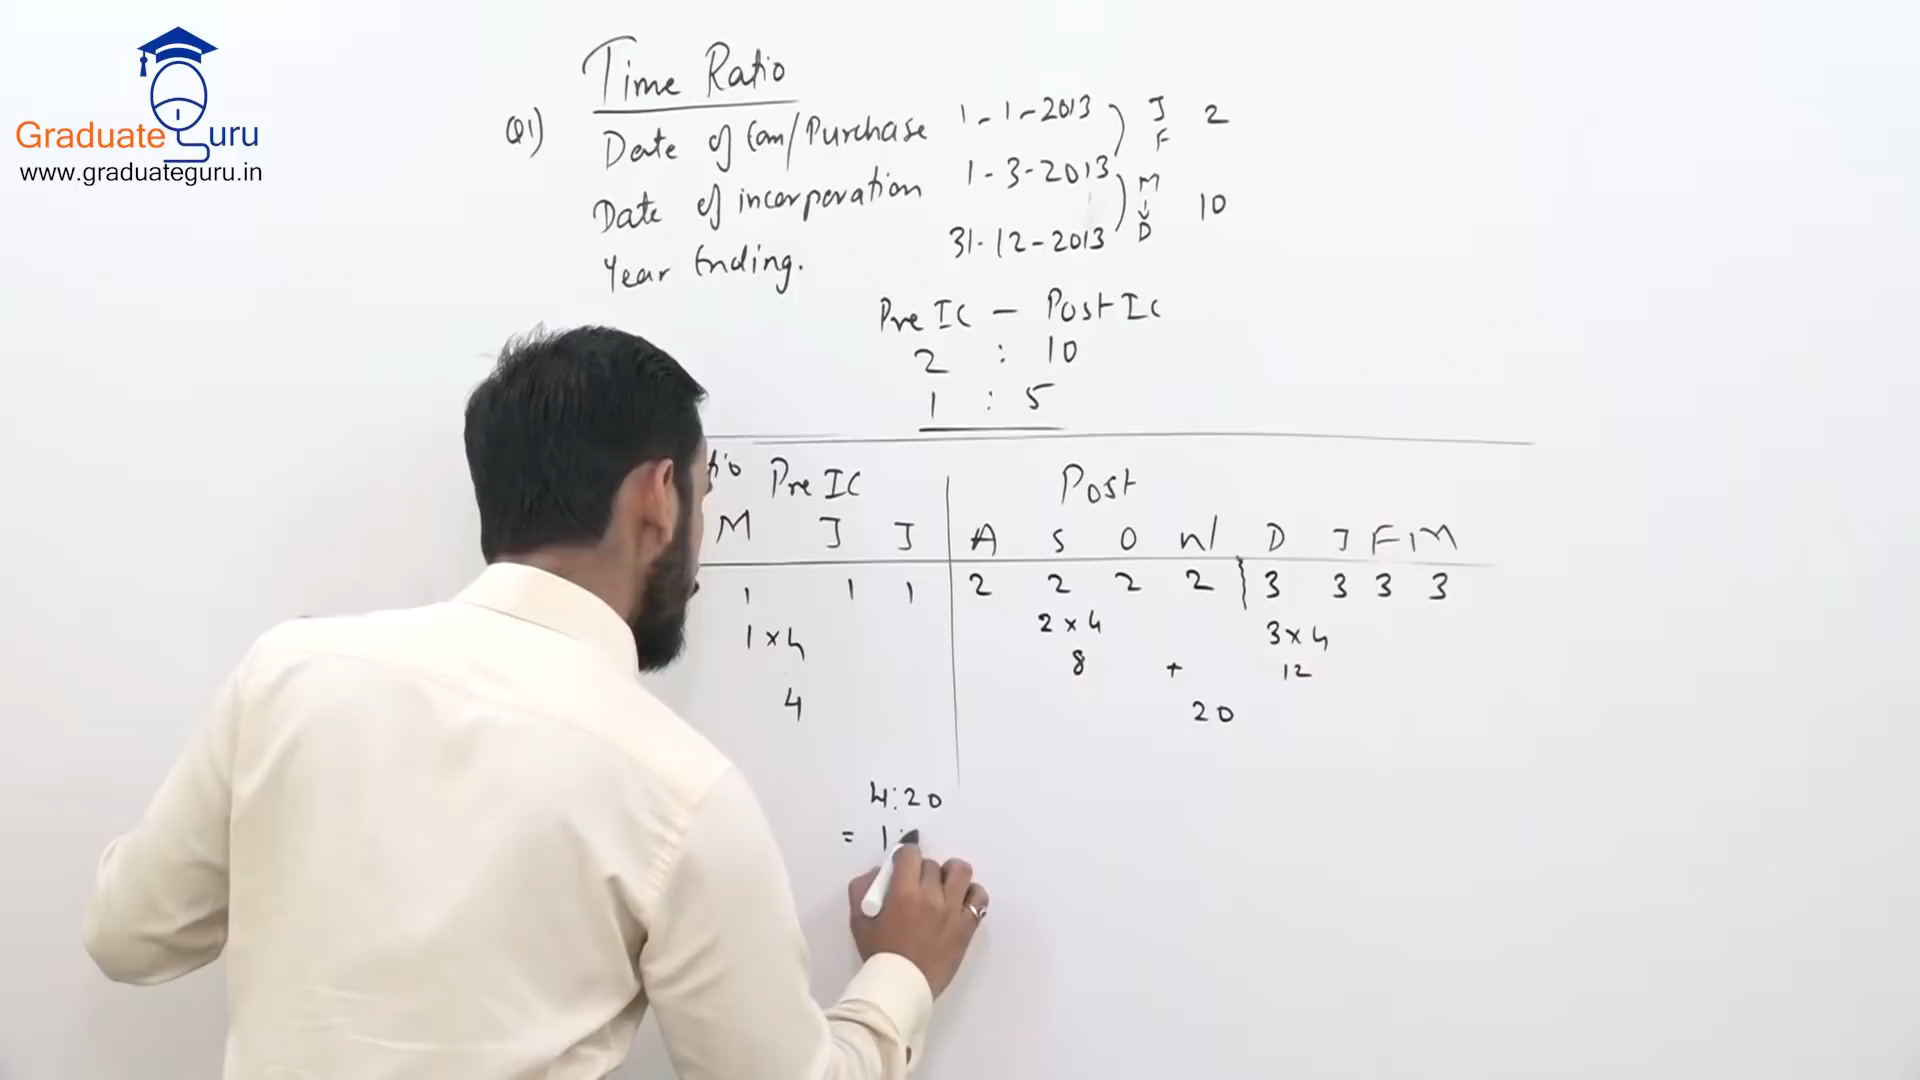 Graduate Guru
www.graduateguru.in
Time Ratio
Q1) Date of Com/Purchase 1-1-2013 J F 2
Date of incorporation 1-3-2013 M ↓ D 10
Year Ending. 31-12-2013
Pre IC – Post IC
2 : 10
1 : 5
Pre IC Post
M J J A S O N D J F M
1 1 1 2 2 2 2 3 3 3 3
1 x 4 2 x 4 3 x 4
8 + 12
4 20
4:20
= 1: